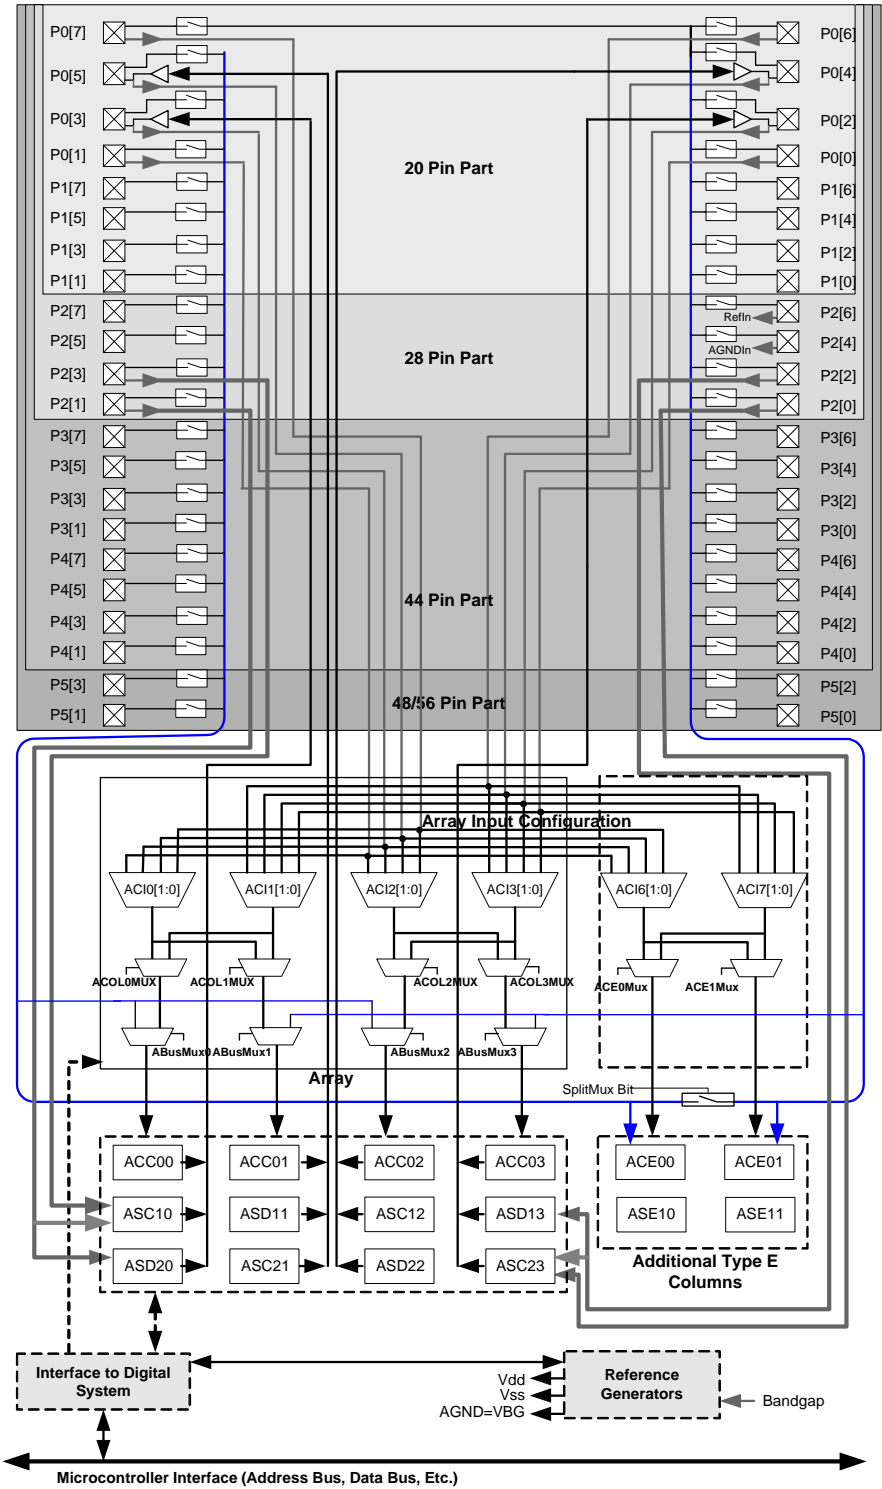 P0[7] P0[6]
P0[5] P0[4]
P0[3] P0[2]
P0[1] P0[0]
20 Pin Part
P1[7] P1[6]
P1[5] P1[4]
P1[3] P1[2]
P1[1] P1[0]
P2[7] P2[6]
RefIn
P2[5] P2[4]
AGNDIn
28 Pin Part
P2[3] P2[2]
P2[1] P2[0]
P3[7] P3[6]
P3[5] P3[4]
P3[3] P3[2]
P3[1] P3[0]
P4[7] P4[6]
P4[5] P4[4]
44 Pin Part
P4[3] P4[2]
P4[1] P4[0]
P5[3] P5[2]
48/56 Pin Part
P5[1] P5[0]
Array Input Configuration
ACI0[1:0] ACI1[1:0] ACI2[1:0] ACI3[1:0] ACI6[1:0] ACI7[1:0]
ACOL0MUX ACOL1MUX ACOL2MUX ACOL3MUX ACE0Mux ACE1Mux
ABusMux0 ABusMux1 ABusMux2 ABusMux3
Array
SplitMux Bit
ACC00 ACC01 ACC02 ACC03 ACE00 ACE01
ASC10 ASD11 ASC12 ASD13 ASE10 ASE11
ASD20 ASC21 ASD22 ASC23
Additional Type E
Columns
Interface to Digital
System
Reference
Generators
Vdd
Vss
AGND=VBG
Bandgap
Microcontroller Interface (Address Bus, Data Bus, Etc.)